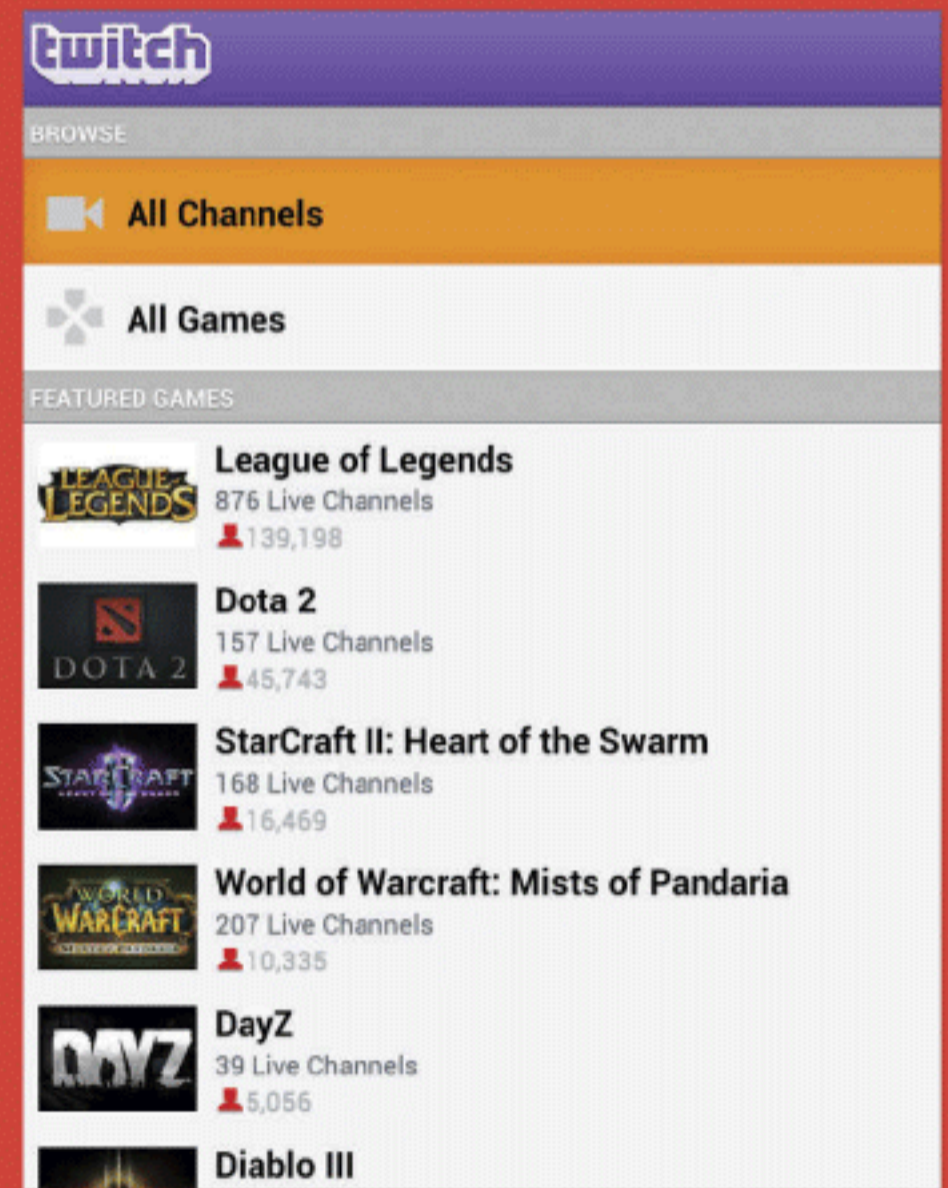 twitch
BROWSE
All Channels
All Games
FEATURED GAMES
LEAGUE OF
LEGENDS
League of Legends
876 Live Channels
139,198
DOTA 2
Dota 2
157 Live Channels
45,743
STARCRAFT
StarCraft II: Heart of the Swarm
168 Live Channels
16,469
WORLD
WARCRAFT
World of Warcraft: Mists of Pandaria
207 Live Channels
10,335
DAYZ
DayZ
39 Live Channels
5,056
Diablo III